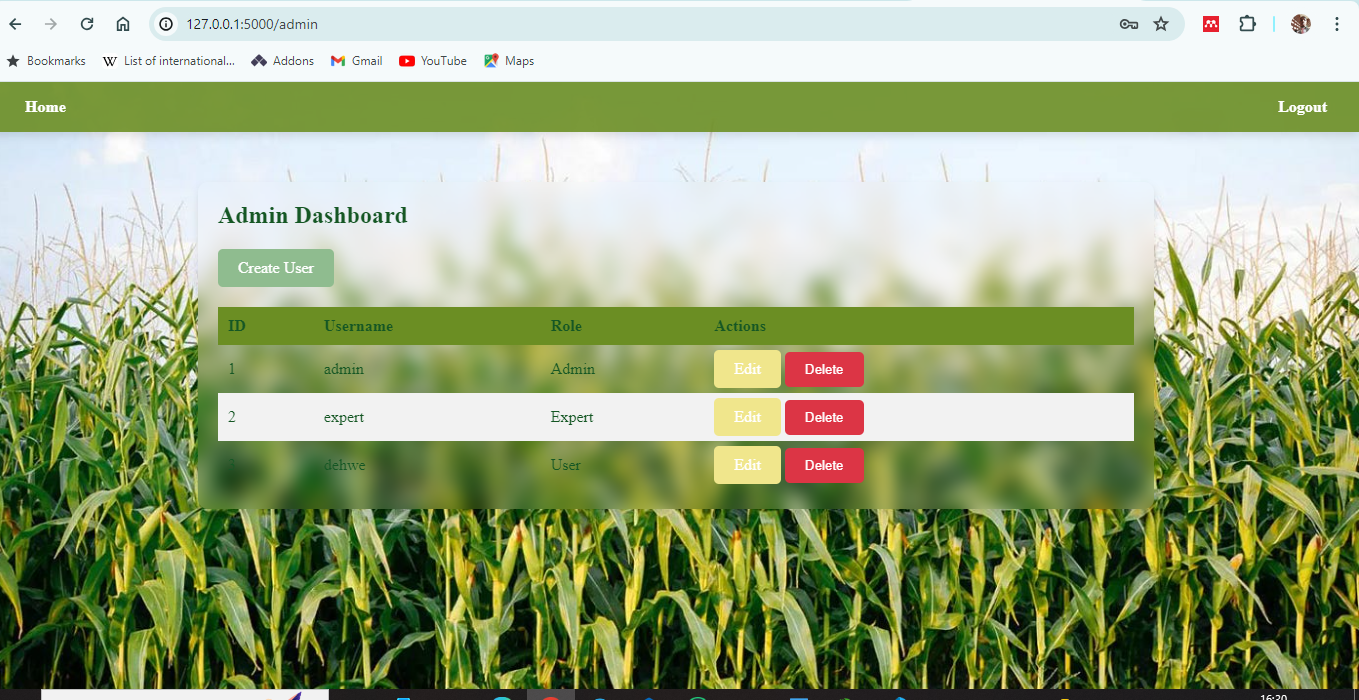 127.0.0.1:5000/admin
Bookmarks List of international... Addons Gmail YouTube Maps
Home Logout
Admin Dashboard
Create User
ID Username Role Actions
1 admin Admin Edit Delete
2 expert Expert Edit Delete
3 dehwe User Edit Delete
16:20